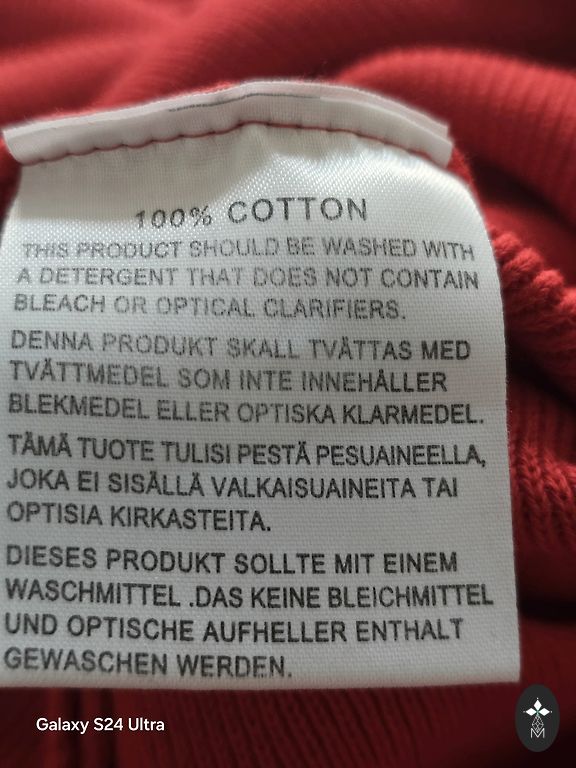 100% COTTON
THIS PRODUCT SHOULD BE WASHED WITH
A DETERGENT THAT DOES NOT CONTAIN
BLEACH OR OPTICAL CLARIFIERS.
DENNA PRODUKT SKALL TVÄTTAS MED
TVÄTTMEDEL SOM INTE INNEHÅLLER
BLEKMEDEL ELLER OPTISKA KLARMEDEL.
TÄMÄ TUOTE TULISI PESTÄ PESUAINEELLA,
JOKA EI SISÄLLÄ VALKAISUAINEITA TAI
OPTISIA KIRKASTEITA.
DIESES PRODUKT SOLLTE MIT EINEM
WASCHMITTEL .DAS KEINE BLEICHMITTEL
UND OPTISCHE AUFHELLER ENTHALT
GEWASCHEN WERDEN.
Galaxy S24 Ultra
M